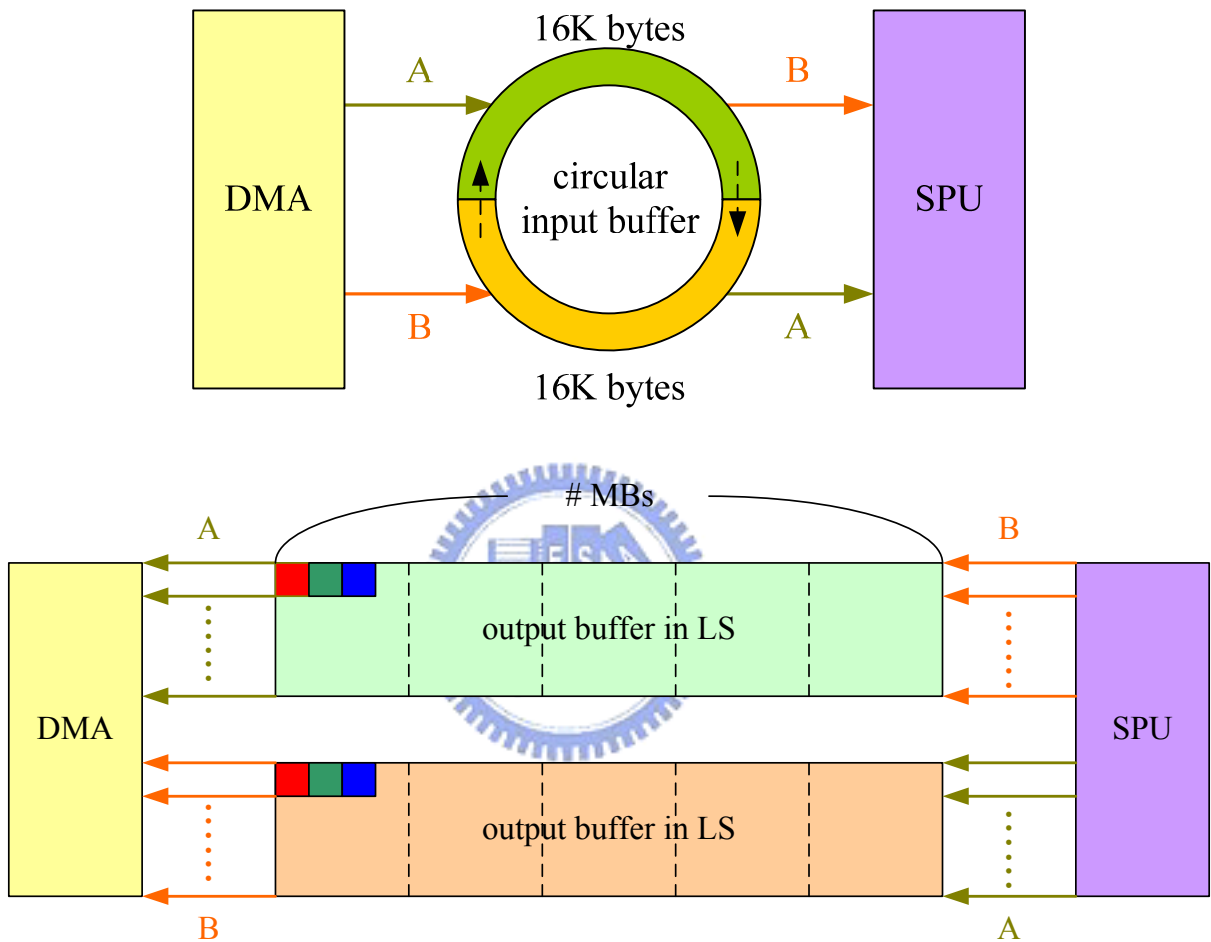 16K bytes
A
B
DMA
circular
input buffer
SPU
B
A
16K bytes
# MBs
A
B
output buffer in LS
DMA
SPU
output buffer in LS
B
A